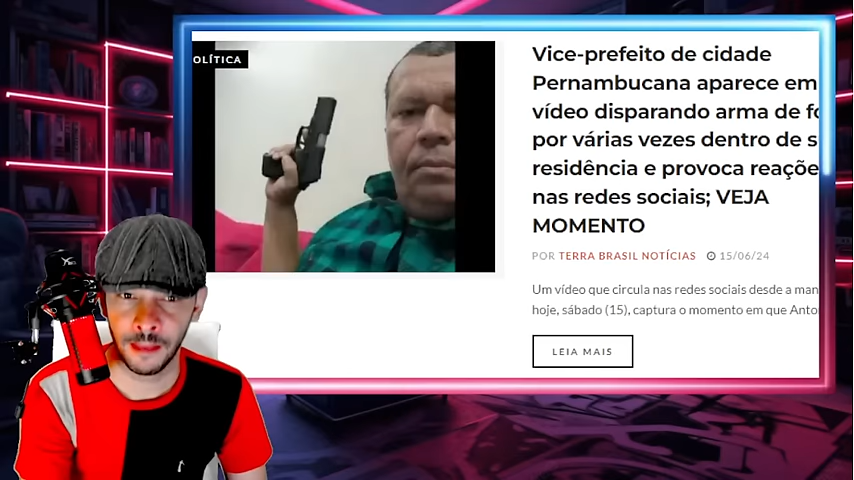 OLÍTICA
Vice-prefeito de cidade
Pernambucana aparece em
vídeo disparando arma de fo
por várias vezes dentro de s
residência e provoca reaçõe
nas redes sociais; VEJA
MOMENTO
POR TERRA BRASIL NOTÍCIAS 15/06/24
Um vídeo que circula nas redes sociais desde a man
hoje, sábado (15), captura o momento em que Anto
LEIA MAIS